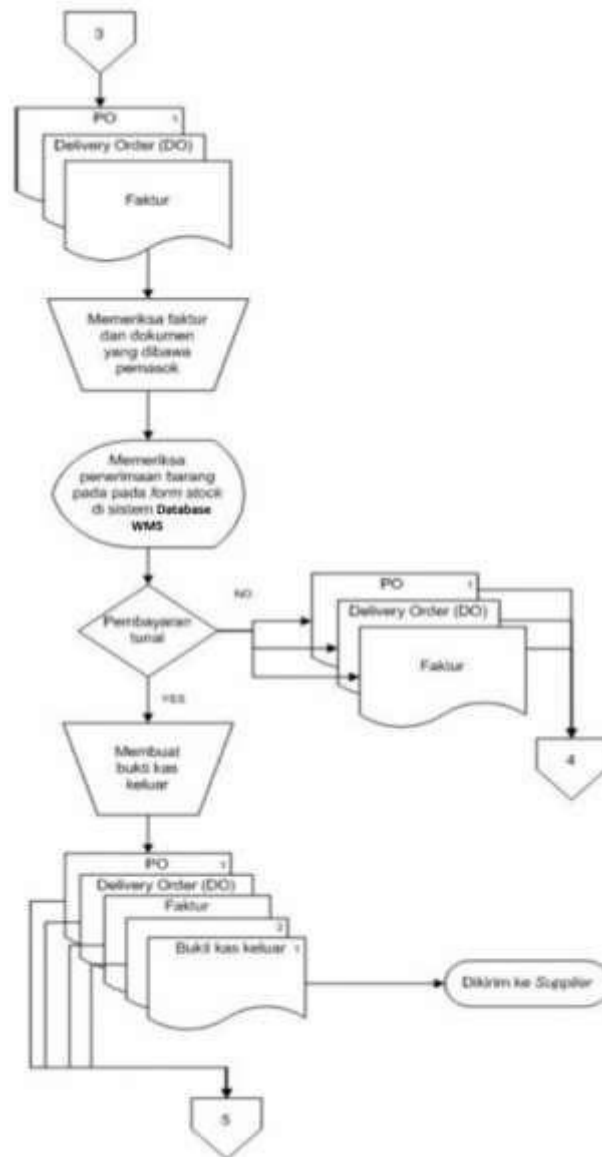 3
PO 1
Delivery Order (DO)
Faktur
Memeriksa faktur
dan dokumen
yang dibawa
pemasok
Memeriksa
penerimaan barang
pada pada form stock
di sistem Database
WMS
Pembayaran
tunai
NO
PO 1
Delivery Order (DO)
Faktur
4
YES
Membuat
bukti kas
keluar
PO 1
Delivery Order (DO)
Faktur
2
Bukti kas keluar 1
Dikirim ke Supplier
5